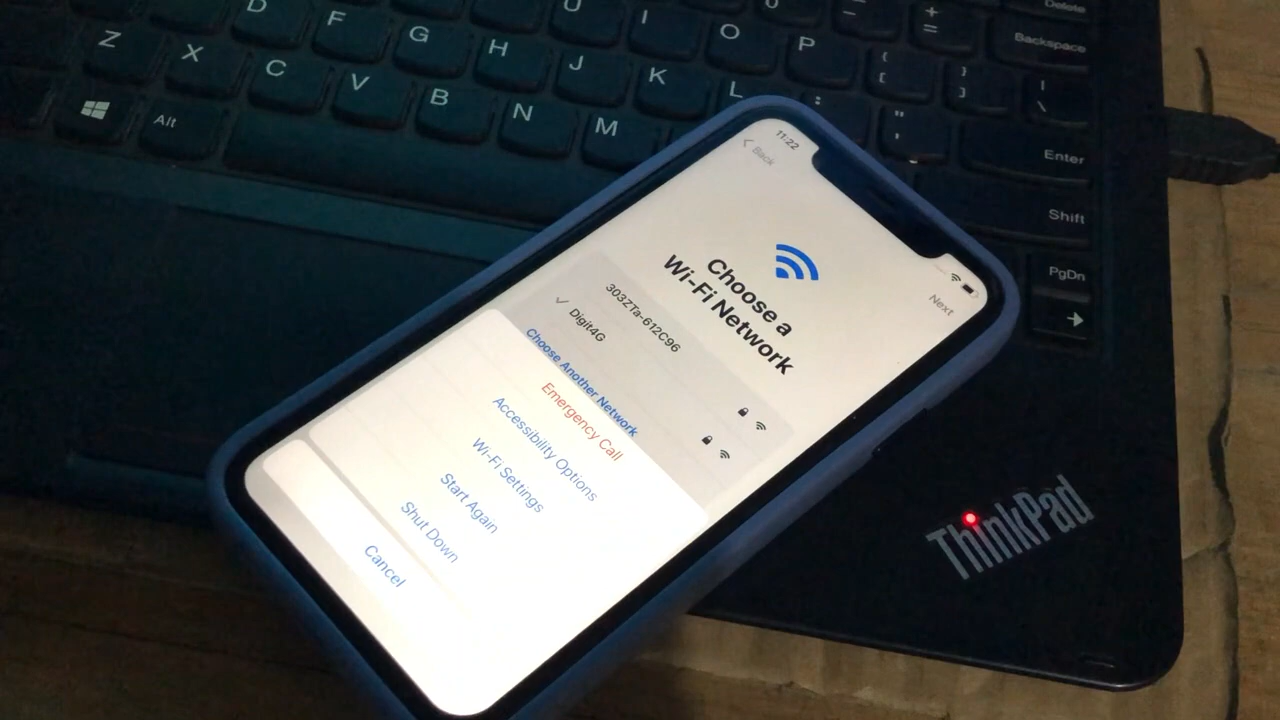 D F G H J K L
U I O P
Delete
Backspace
Z X C V B N M
Alt
Enter
Shift
PgDn
11:22
Back
Next
Choose a
Wi-Fi Network
303ZTa-612C96
Digit4G
Choose Another Network
Emergency Call
Accessibility Options
Wi-Fi Settings
Start Again
Shut Down
Cancel
ThinkPad